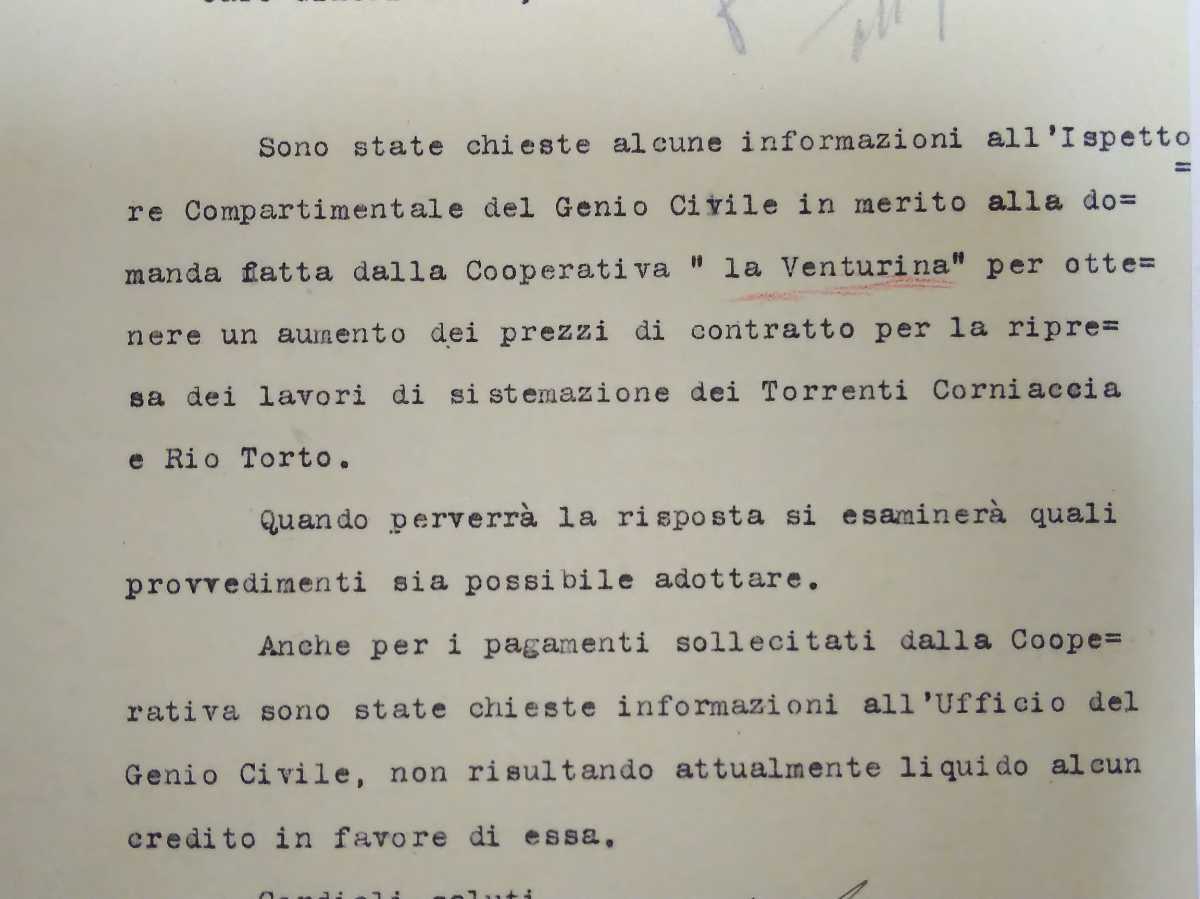 Sono state chieste alcune informazioni all'Ispetto=
re Compartimentale del Genio Civile in merito alla do=
manda fatta dalla Cooperativa " la Venturina" per otte=
nere un aumento dei prezzi di contratto per la ripre=
sa dei lavori di sistemazione dei Torrenti Corniaccia
e Rio Torto.
Quando perverrà la risposta si esaminerà quali
provvedimenti sia possibile adottare.
Anche per i pagamenti sollecitati dalla Coope=
rativa sono state chieste informazioni all'Ufficio del
Genio Civile, non risultando attualmente liquido alcun
credito in favore di essa.
Cordiali saluti